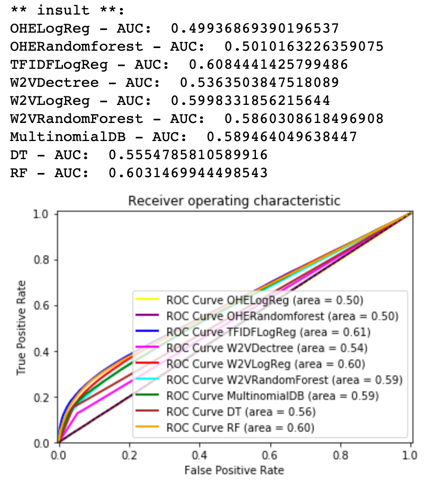 ** insult **:
OHELogReg - AUC:  0.49936869390196537
OHERandomforest - AUC:  0.5010163226359075
TFIDFLogReg - AUC:  0.6084441425799486
W2VDectree - AUC:  0.5363503847518089
W2VLogReg - AUC:  0.5998331856215644
W2VRandomForest - AUC:  0.5860308618496908
MultinomialDB - AUC:  0.589464049638447
DT - AUC:  0.5554785810589916
RF - AUC:  0.6031469944498543
Receiver operating characteristic
True Positive Rate
1.0
0.8
0.6
0.4
0.2
0.0
ROC Curve OHELogReg (area = 0.50)
ROC Curve OHERandomforest (area = 0.50)
ROC Curve TFIDFLogReg (area = 0.61)
ROC Curve W2VDectree (area = 0.54)
ROC Curve W2VLogReg (area = 0.60)
ROC Curve W2VRandomForest (area = 0.59)
ROC Curve MultinomialDB (area = 0.59)
ROC Curve DT (area = 0.56)
ROC Curve RF (area = 0.60)
0.0 0.2 0.4 0.6 0.8 1.0
False Positive Rate